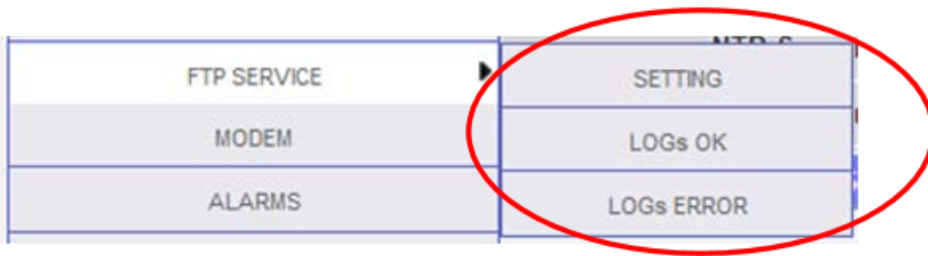 FTP SERVICE
MODEM
ALARMS
SETTING
LOGs OK
LOGs ERROR